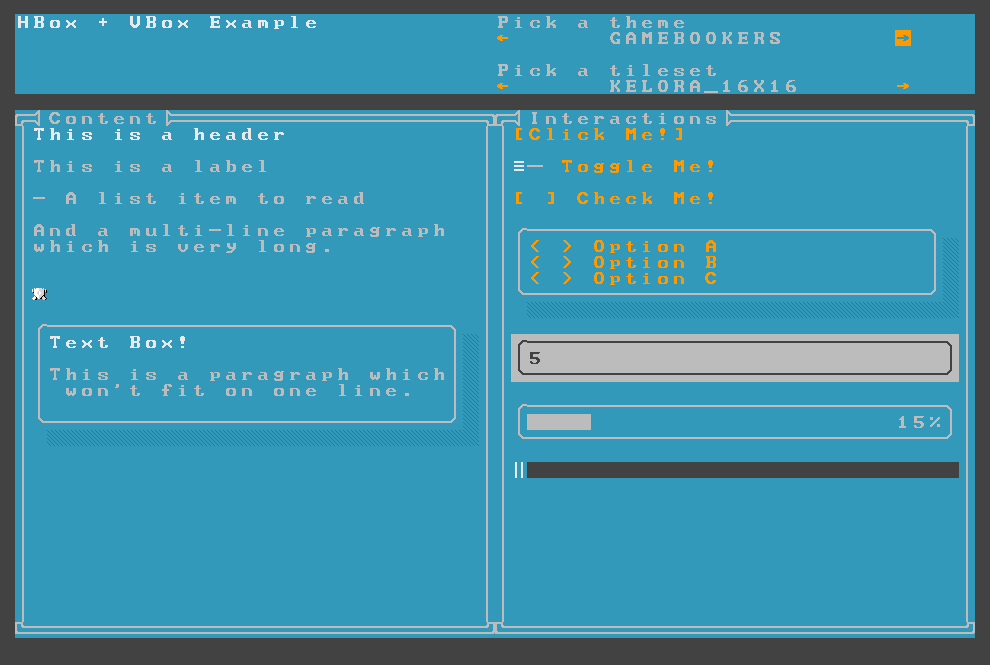 HBox + VBox Example
Pick a theme
← GAMEBOOKERS →
Pick a tileset
← KELORA_16X16 →
Content
This is a header
This is a label
— A list item to read
And a multi—line paragraph
which is very long.
Text Box!
This is a paragraph which
won't fit on one line.
Interactions
[Click Me!]
Toggle Me!
[ ] Check Me!
< > Option A
< > Option B
< > Option C
5
15%